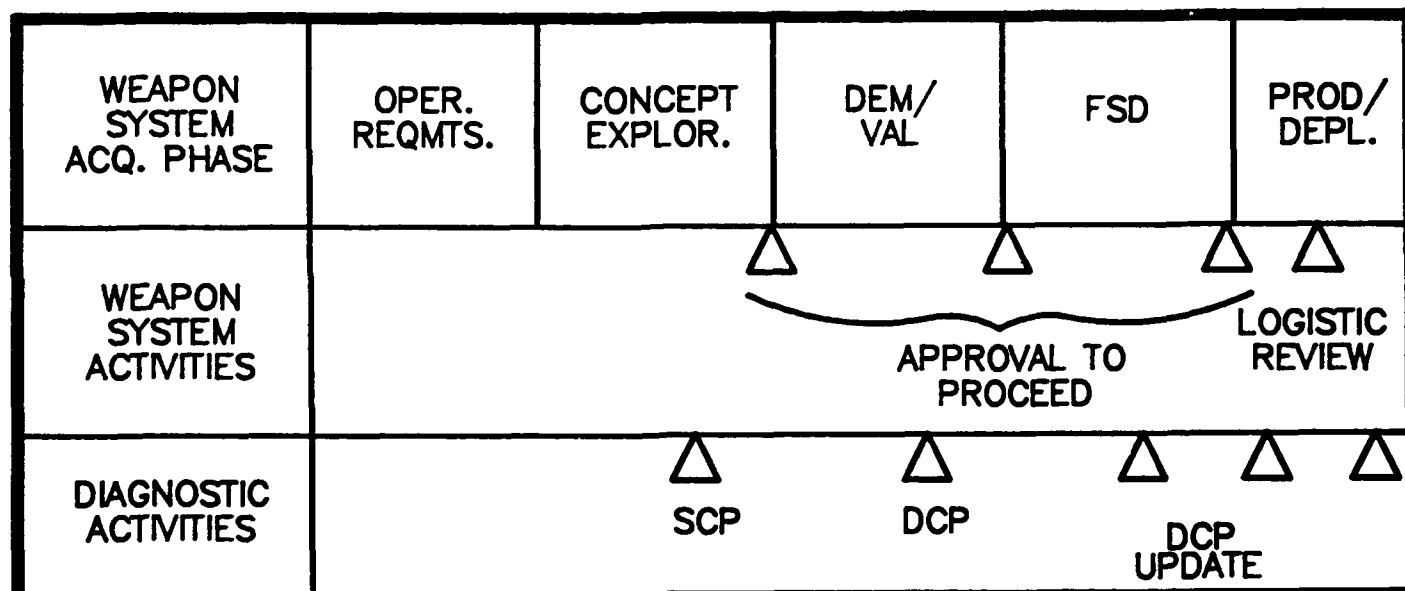 WEAPON
SYSTEM
ACQ. PHASE
OPER.
REQMTS.
CONCEPT
EXPLOR.
DEM/
VAL
FSD
PROD/
DEPL.
WEAPON
SYSTEM
ACTIVITIES
APPROVAL TO
PROCEED
LOGISTIC
REVIEW
DIAGNOSTIC
ACTIVITIES
SCP
DCP
DCP
UPDATE